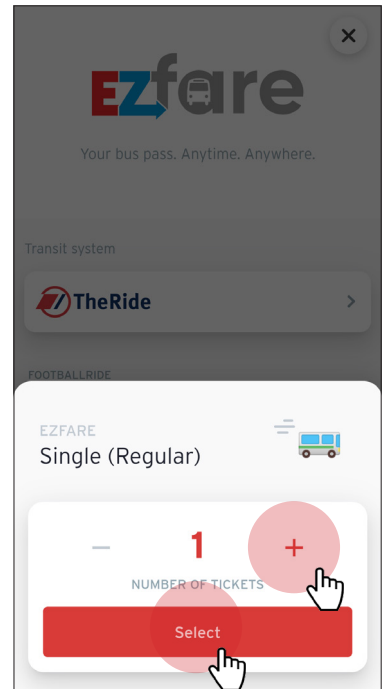 EZfare
Your bus pass. Anytime. Anywhere.
Transit system
TheRide
FOOTBALLRIDE
EZFARE
Single (Regular)
− 1 +
NUMBER OF TICKETS
Select